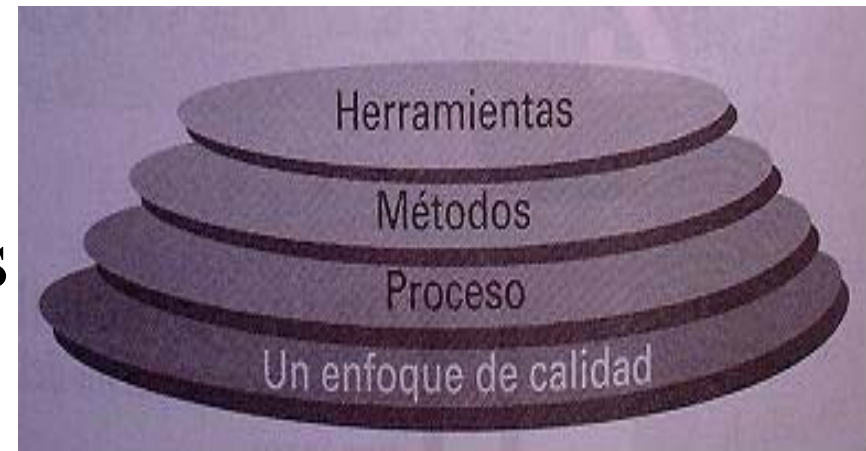 Herramientas
Métodos
Proceso
Un enfoque de calidad
s